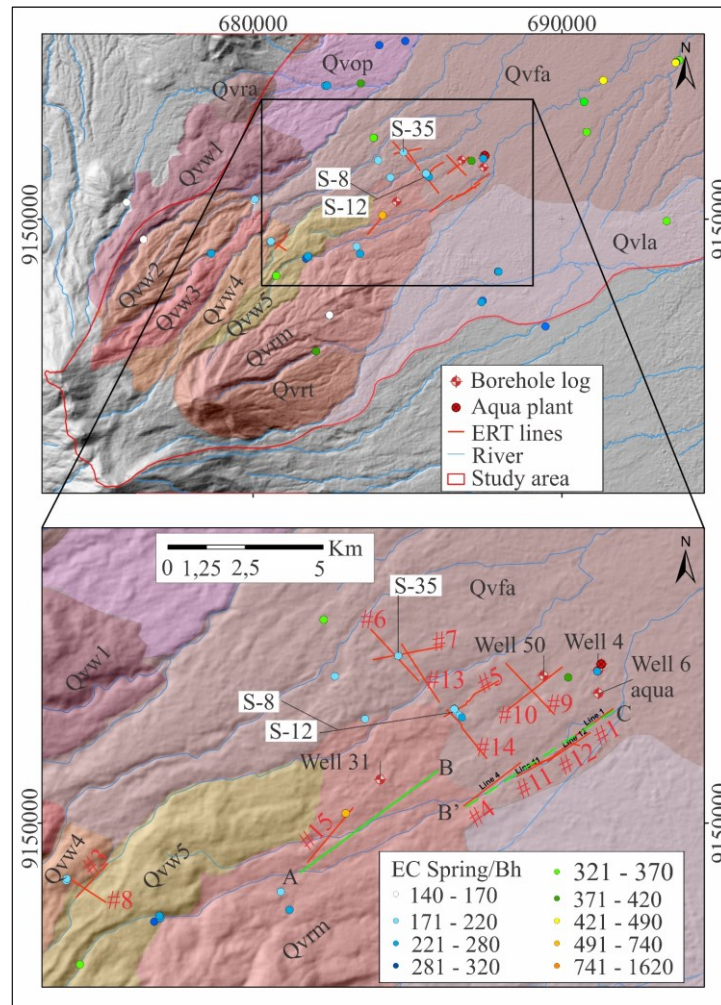 680000
690000
N
Qvop
Qvfa
Qvra
S-35
Qvw1
S-8
S-12
9150000
9150000
Qvla
Qvw2
Qvw3
Qvw4
Qvw5
Qvrm
Qvrt
Borehole log
Aqua plant
ERT lines
River
Study area
Km
0 1,25 2,5 5
N
S-35
Qvfa
#6
#7
Well 50
Well 4
Qvw1
#13
#5
Well 6
aqua
S-8
#10
#9
S-12
Line 1
C
#14
Line 12
#1
Well 31
B
Line 11
#12
Line 4
#11
B'
#4
9150000
9150000
#15
Qvw4
#3
Qvw5
A
#8
Qvrm
EC Spring/Bh
140 - 170
171 - 220
221 - 280
281 - 320
321 - 370
371 - 420
421 - 490
491 - 740
741 - 1620